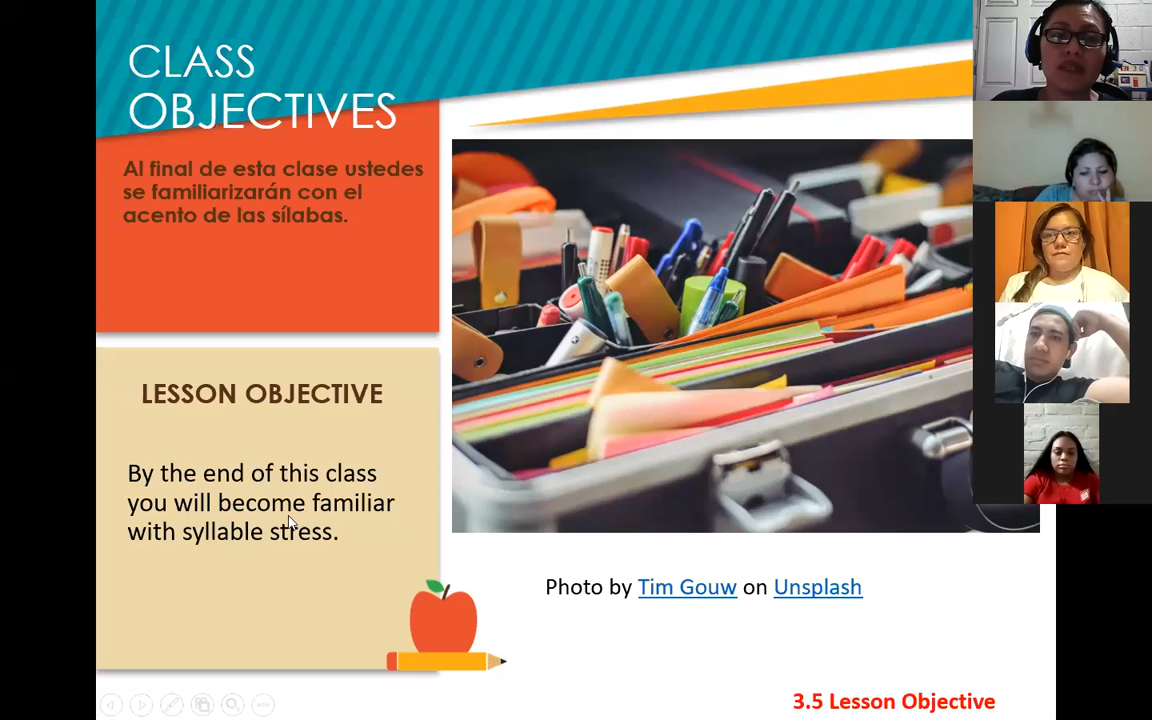 CLASS
OBJECTIVES
Al final de esta clase ustedes
se familiarizarán con el
acento de las sílabas.
LESSON OBJECTIVE
By the end of this class
you will become familiar
with syllable stress.
Photo by Tim Gouw on Unsplash
3.5 Lesson Objective